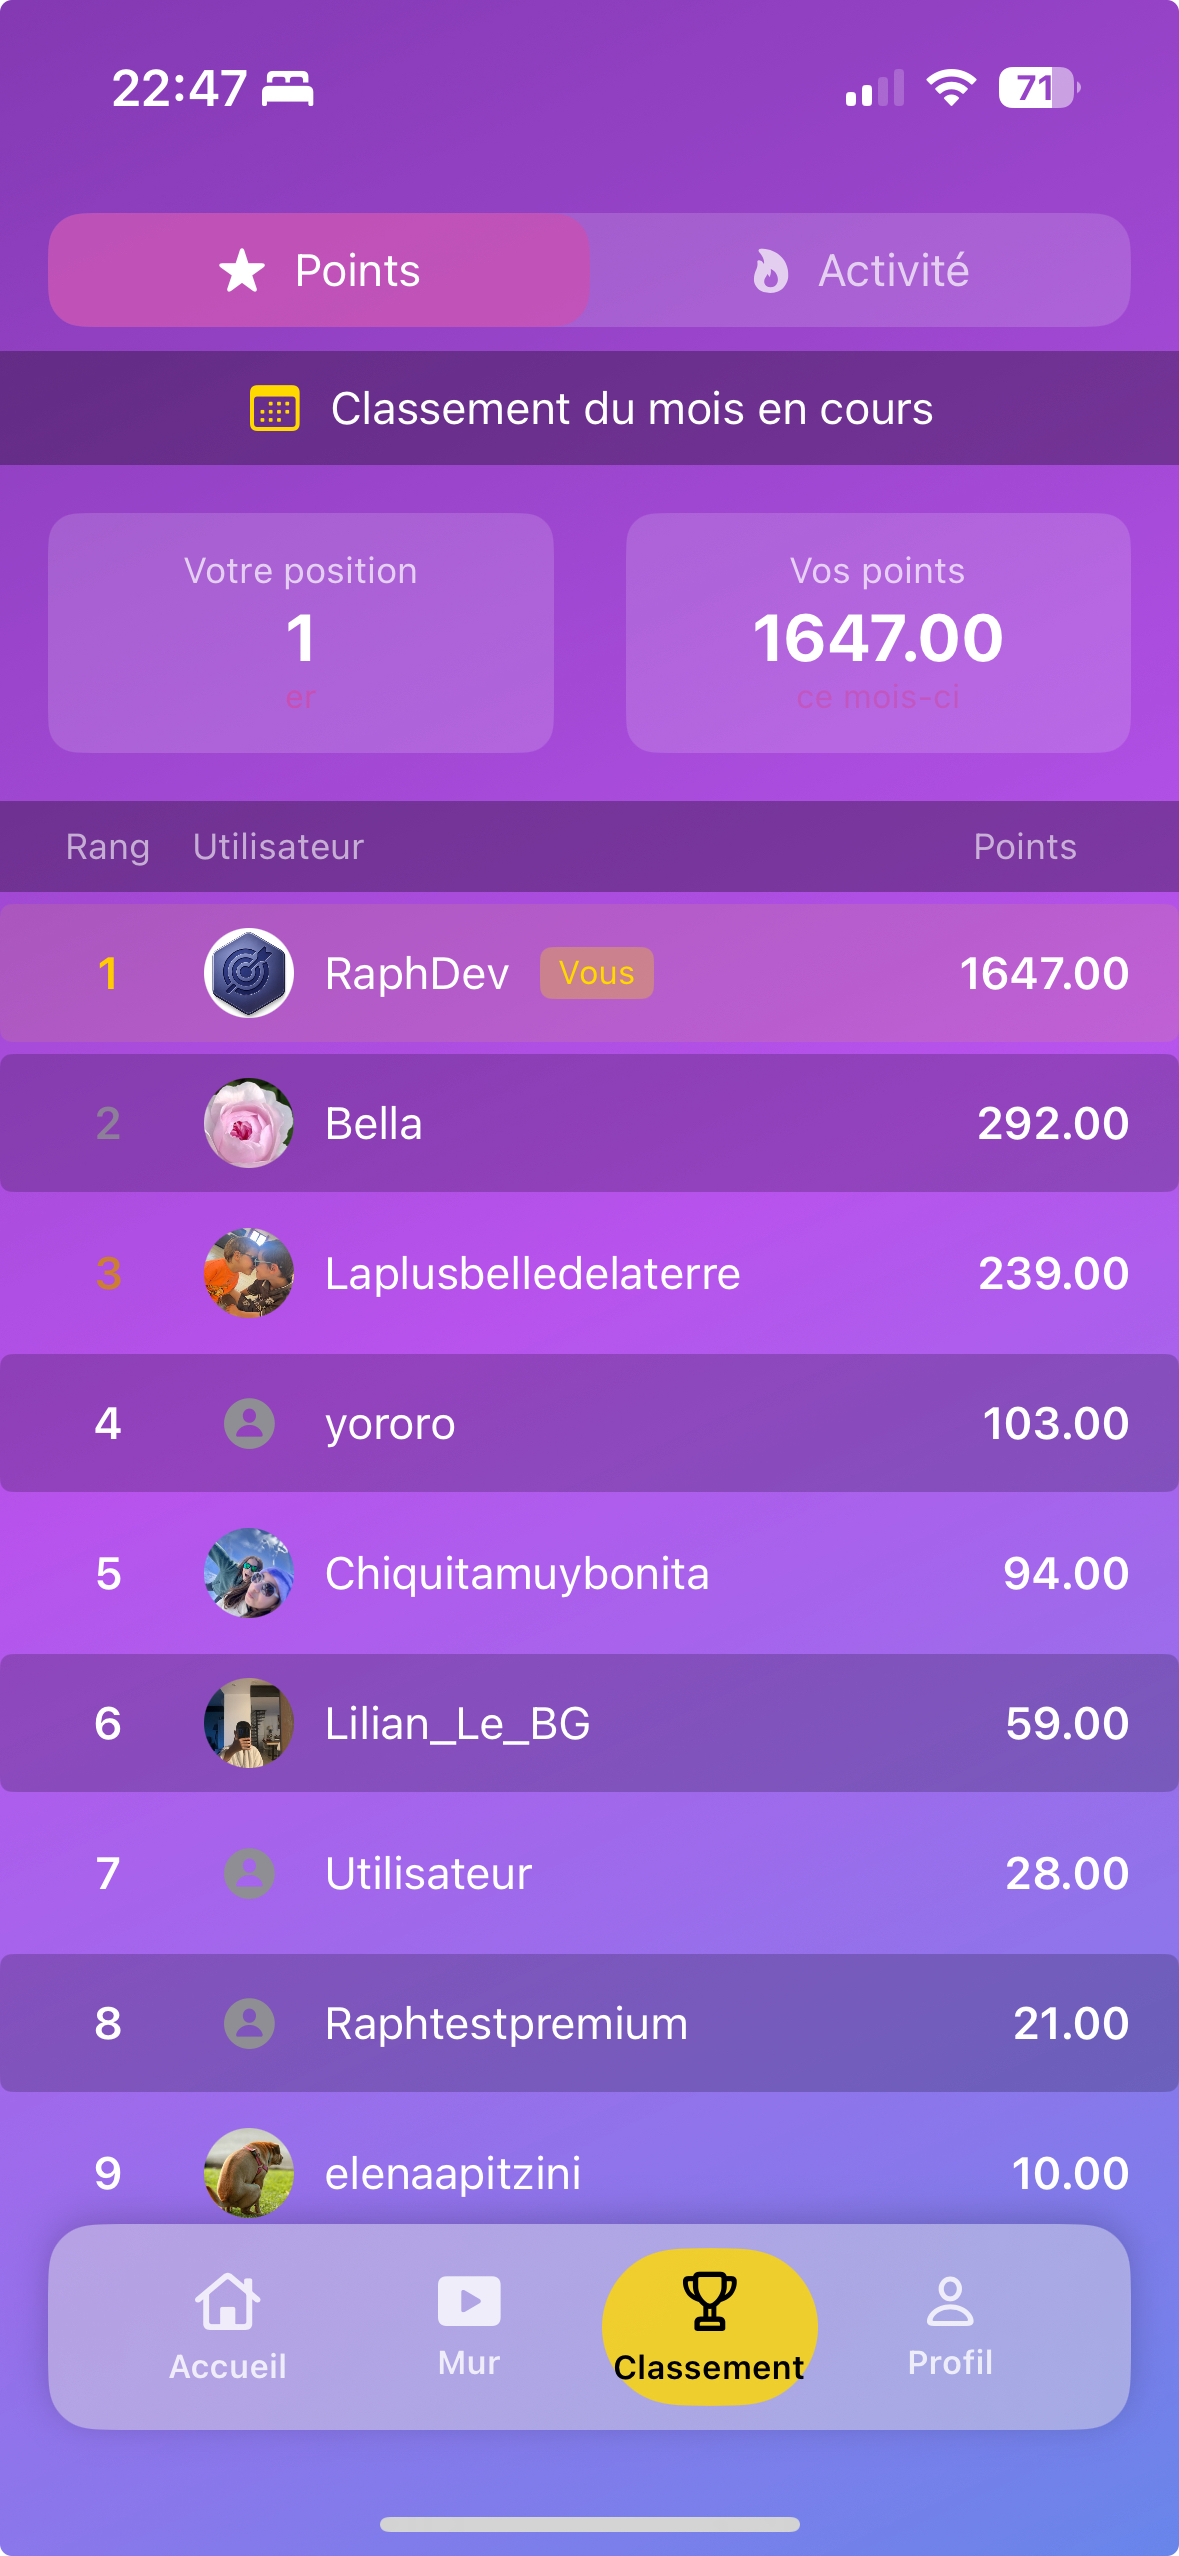 22:47 71
Points Activité
Classement du mois en cours
Votre position Vos points
1 1647.00
er ce mois-ci
Rang Utilisateur Points
1 RaphDev Vous 1647.00
2 Bella 292.00
3 Laplusbelledelaterre 239.00
4 yororo 103.00
5 Chiquitamuybonita 94.00
6 Lilian_Le_BG 59.00
7 Utilisateur 28.00
8 Raphtestpremium 21.00
9 elenaapitzini 10.00
Accueil Mur Classement Profil